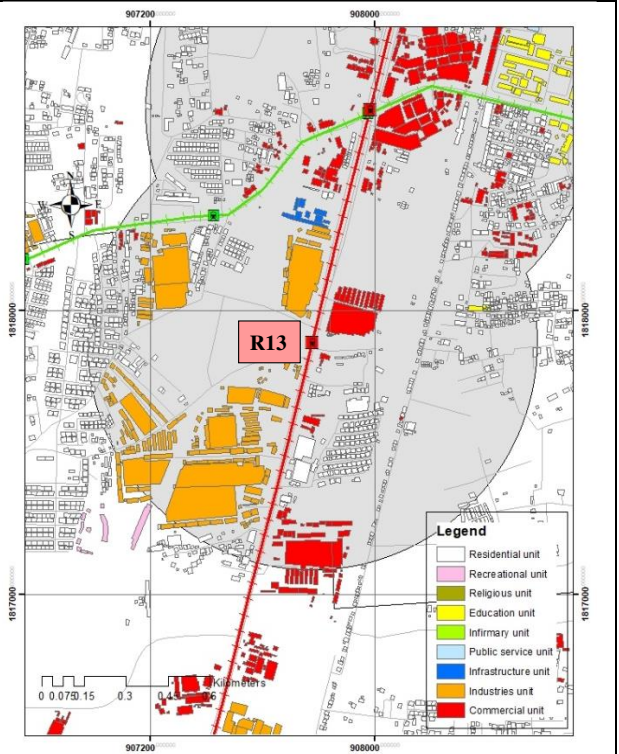 907200 908000
N
W E
S
1818000 1818000
R13
Legend
Residential unit
Recreational unit
Religious unit
Education unit
Infirmary unit
Public service unit
Infrastructure unit
Industries unit
Commercial unit
1817000 1817000
Kilometers
0 0.075 0.15 0.3 0.45 0.6
907200 908000